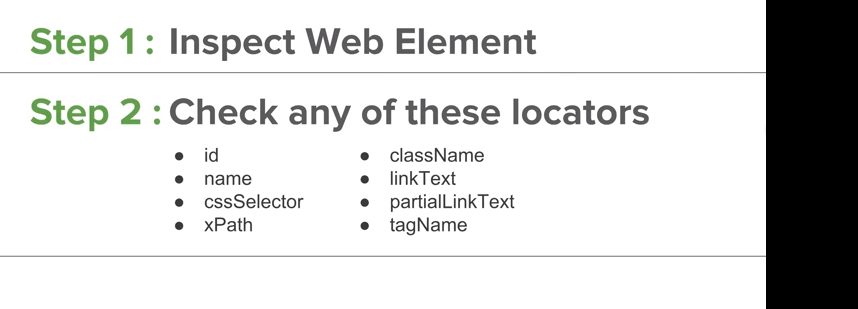 Step 1 : Inspect Web Element
Step 2 : Check any of these locators
● id
● name
● cssSelector
● xPath
● className
● linkText
● partialLinkText
● tagName